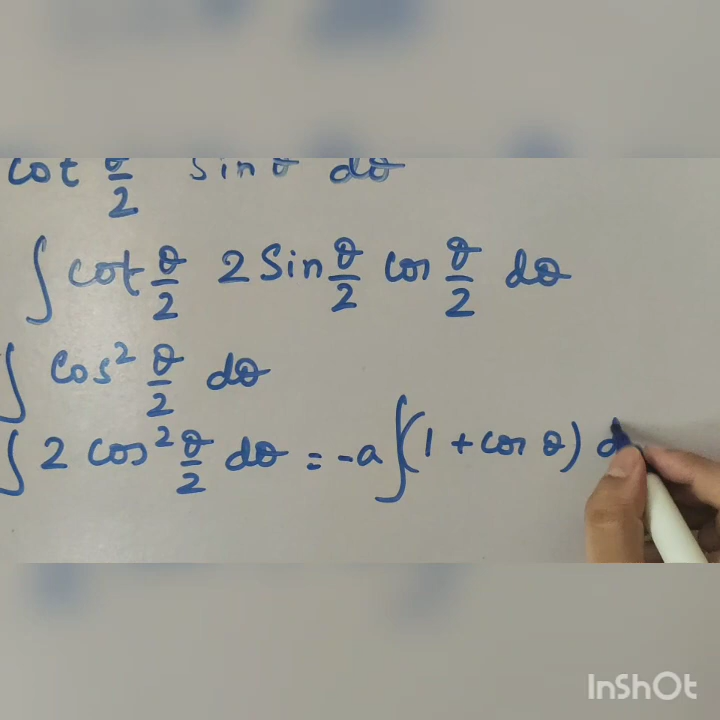 cot θ/2 sin θ dθ
∫ cot θ/2 2 Sin θ/2 cos θ/2 dθ
∫ Cos² θ/2 dθ
∫ 2 cos² θ/2 dθ = -a ∫(1 + cos θ) d
InShOt